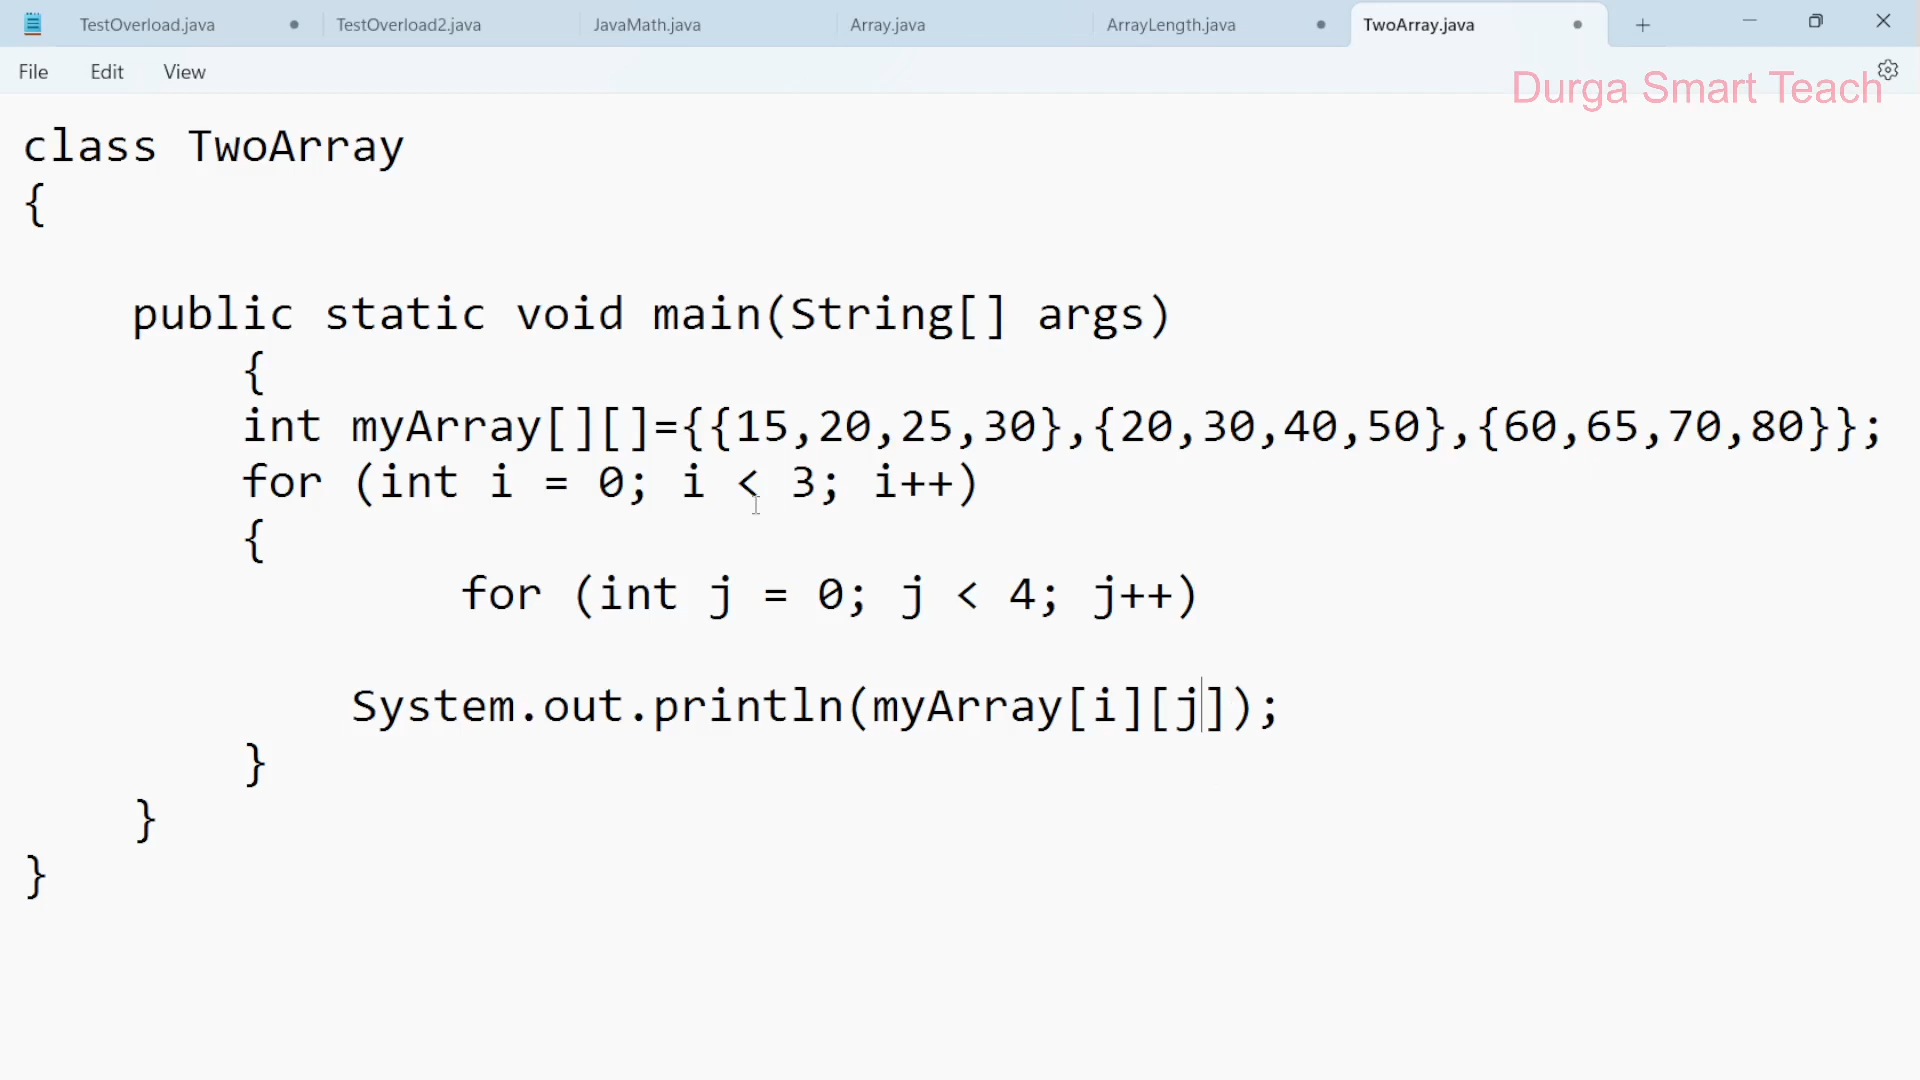 TestOverload.java TestOverload2.java JavaMath.java Array.java ArrayLength.java TwoArray.java
File Edit View
Durga Smart Teach
class TwoArray
{
public static void main(String[] args)
{
int myArray[][]={{15,20,25,30},{20,30,40,50},{60,65,70,80}};
for (int i = 0; i < 3; i++)
{
for (int j = 0; j < 4; j++)
System.out.println(myArray[i][j]);
}
}
}